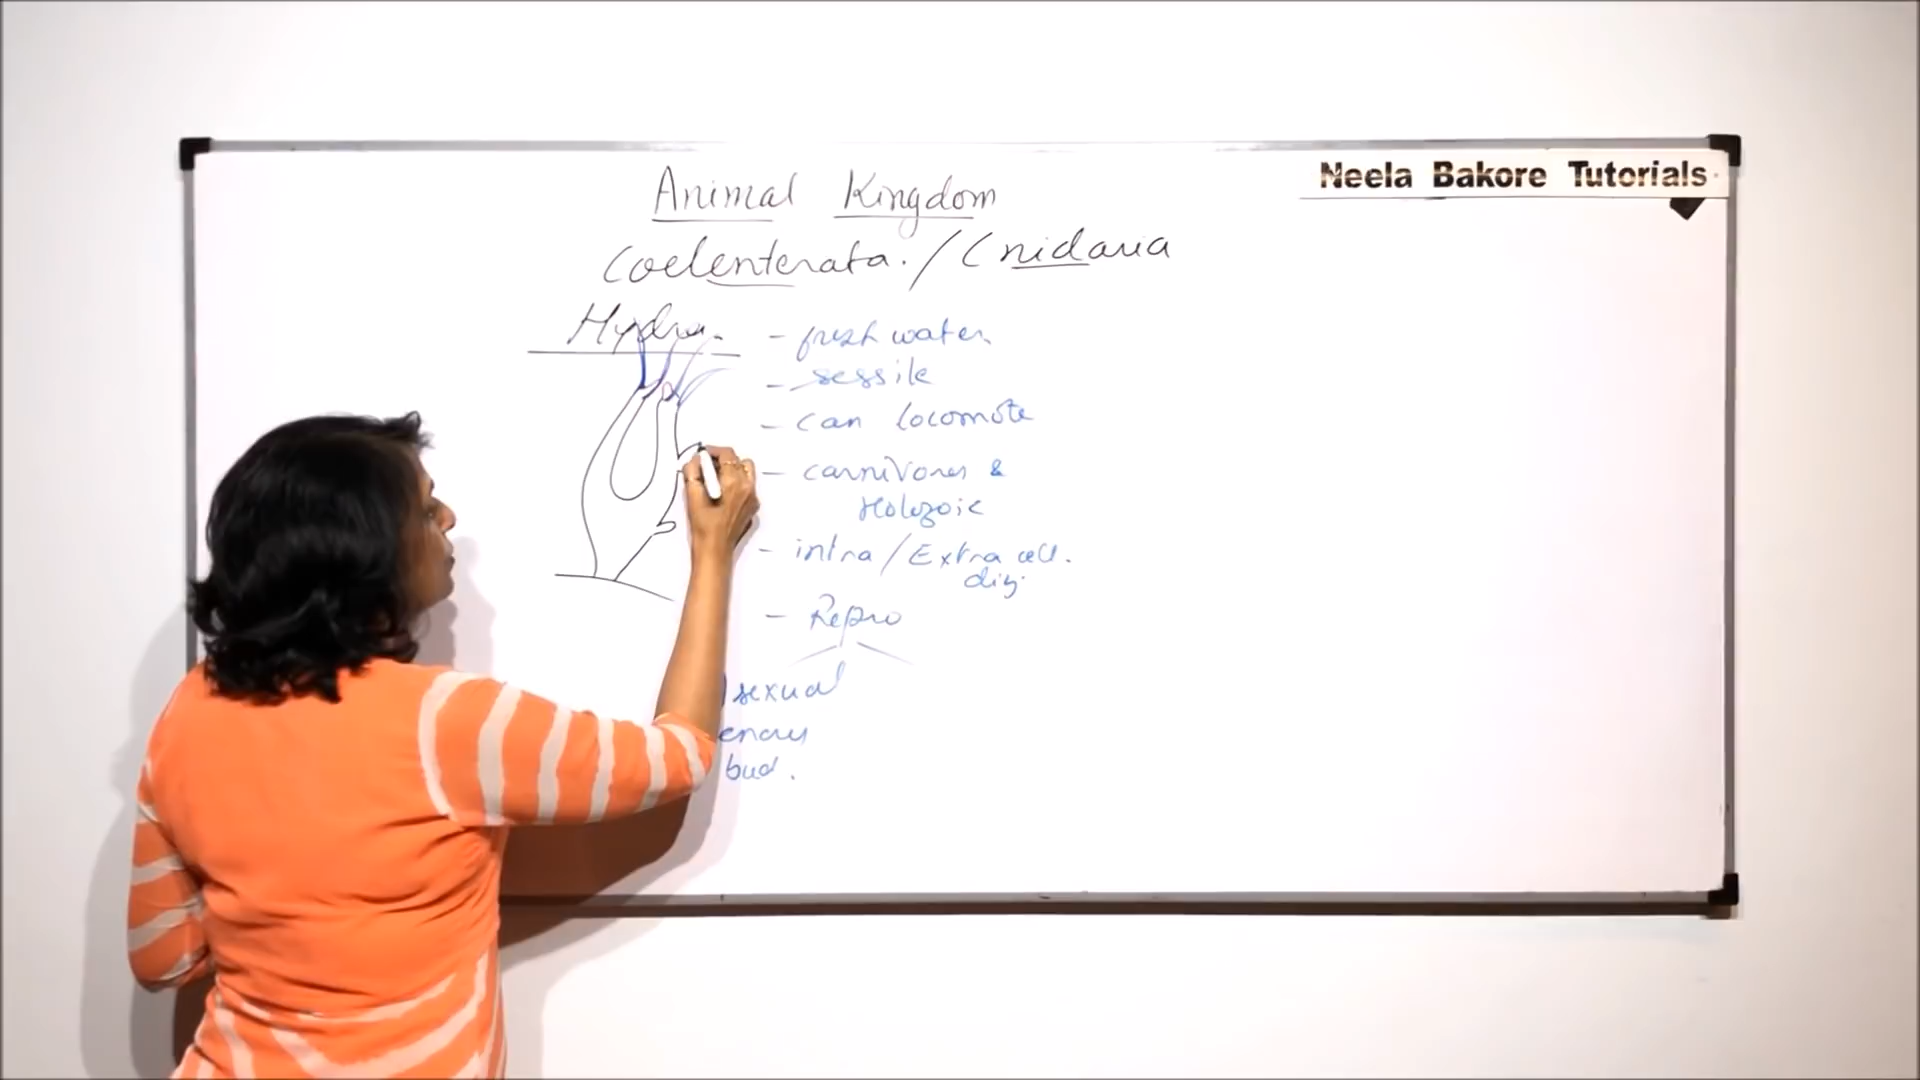 Neela Bakore Tutorials
Animal Kingdom
Coelenterata. / Cnidaria
Hydra.
- fresh water
- sessile
- can locomote
- carnivores &
Holozoic
- intra / Extra cell.
dig.
- Repro
sexual
bud.